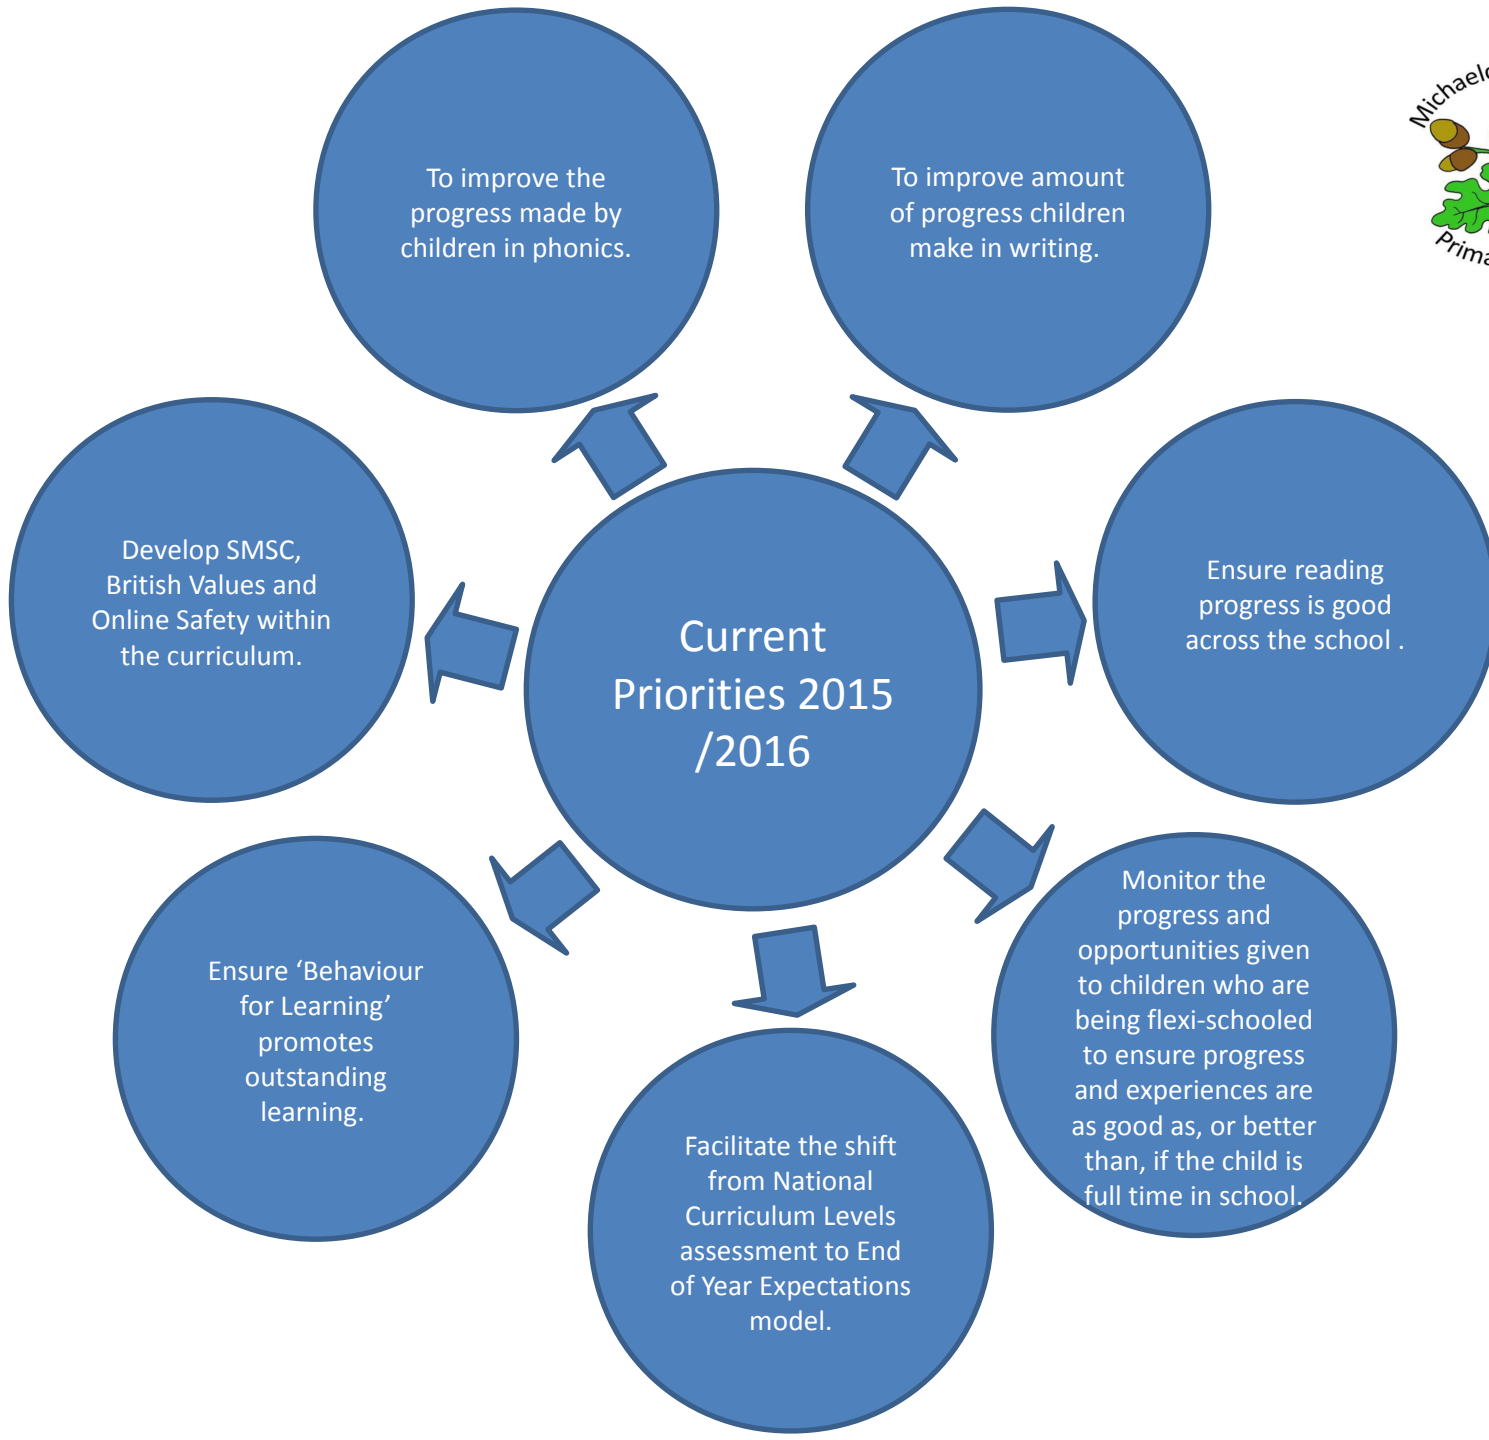 To improve the
progress made by
children in phonics.
To improve amount
of progress children
make in writing.
Ensure reading
progress is good
across the school .
Monitor the
progress and
opportunities given
to children who are
being flexi-schooled
to ensure progress
and experiences are
as good as, or better
than, if the child is
full time in school.
Facilitate the shift
from National
Curriculum Levels
assessment to End
of Year Expectations
model.
Ensure ‘Behaviour
for Learning’
promotes
outstanding
learning.
Develop SMSC,
British Values and
Online Safety within
the curriculum.
Current
Priorities 2015
/2016